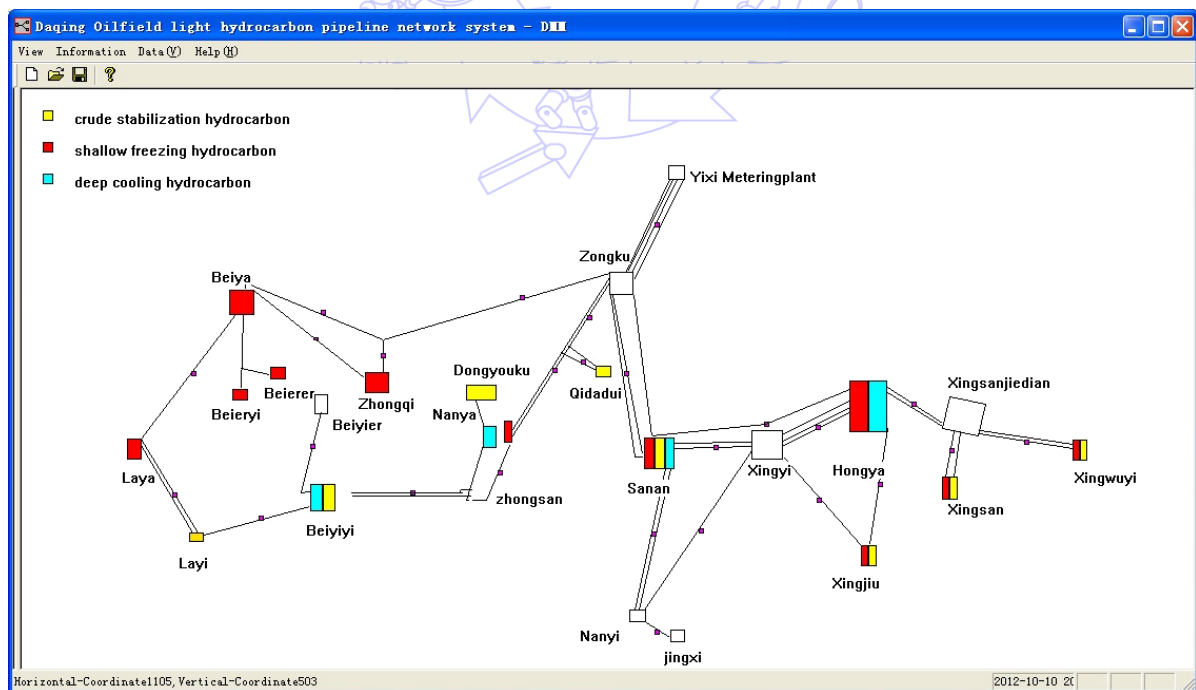 Daqing Oilfield light hydrocarbon pipeline network system - DMM
View Information Data(V) Help(H)
crude stabilization hydrocarbon
shallow freezing hydrocarbon
deep cooling hydrocarbon
Yixi Meteringplant
Zongku
Beiya
Dongyouku
Xingsanjiedian
Beierer
Qidadui
Zhongqi
Beieryi
Nanya
Beiyier
Laya
Sanan
Xingyi
Hongya
Xingwuyi
zhongsan
Xingsan
Beiyiyi
Layi
Xingjiu
Nanyi
jingxi
Horizontal-Coordinate1105, Vertical-Coordinate503
2012-10-10 20